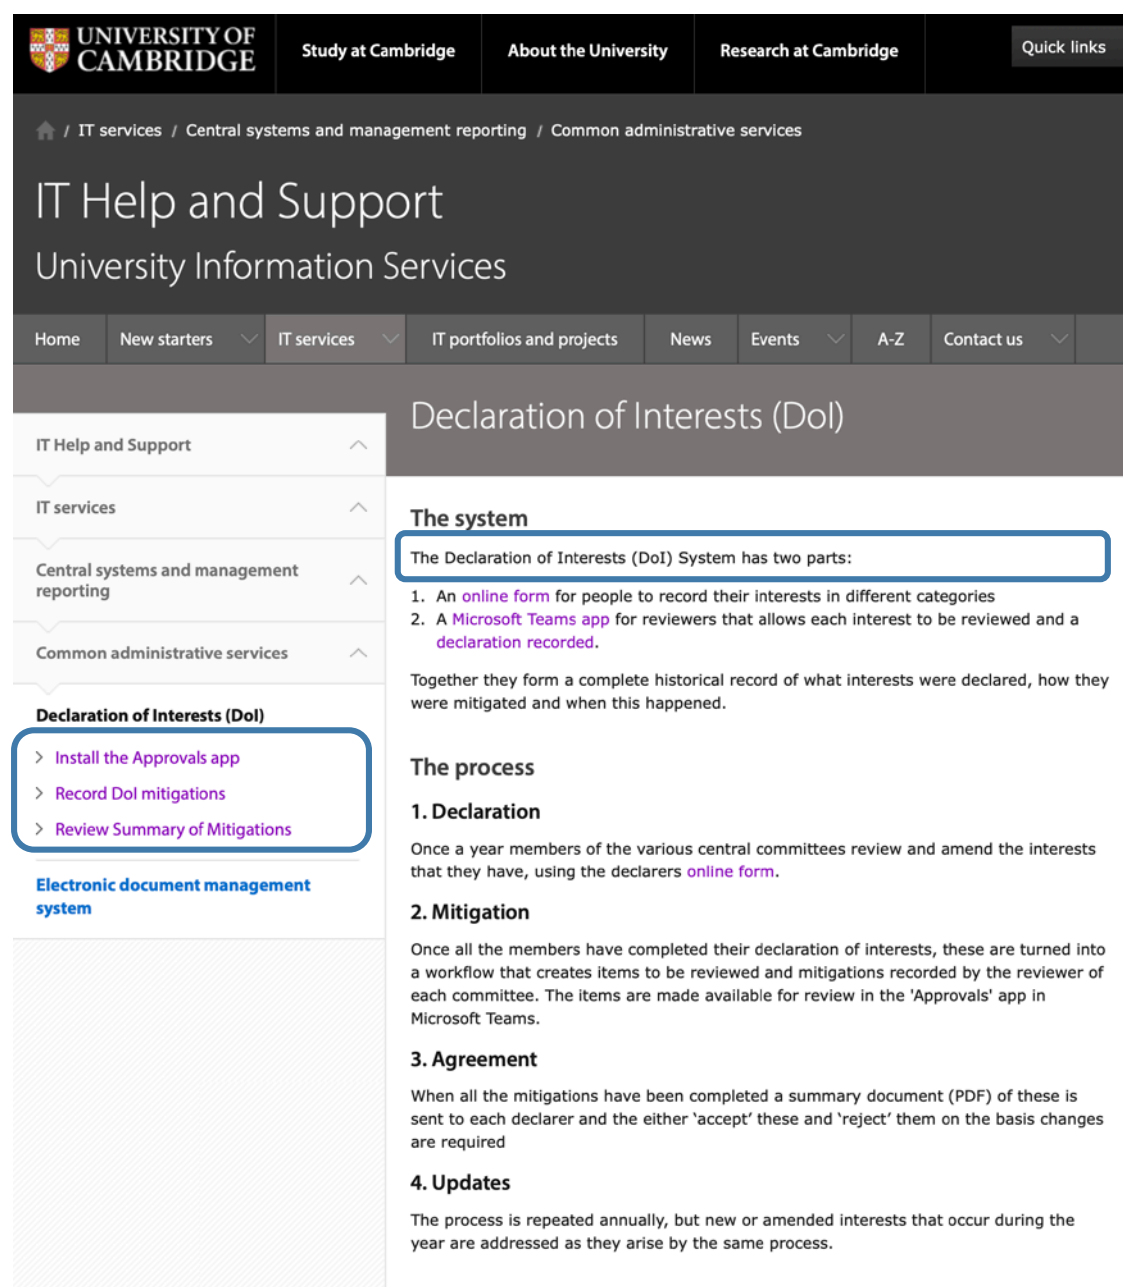 UNIVERSITY OF
CAMBRIDGE
Study at Cambridge
About the University
Research at Cambridge
Quick links
/ IT services / Central systems and management reporting / Common administrative services
IT Help and Support
University Information Services
Home
New starters
IT services
IT portfolios and projects
News
Events
A-Z
Contact us
Declaration of Interests (DoI)
IT Help and Support
IT services
Central systems and management
reporting
Common administrative services
Declaration of Interests (DoI)
Install the Approvals app
Record DoI mitigations
Review Summary of Mitigations
Electronic document management
system
The system
The Declaration of Interests (DoI) System has two parts:
1. An online form for people to record their interests in different categories
2. A Microsoft Teams app for reviewers that allows each interest to be reviewed and a
declaration recorded.
Together they form a complete historical record of what interests were declared, how they
were mitigated and when this happened.
The process
1. Declaration
Once a year members of the various central committees review and amend the interests
that they have, using the declarers online form.
2. Mitigation
Once all the members have completed their declaration of interests, these are turned into
a workflow that creates items to be reviewed and mitigations recorded by the reviewer of
each committee. The items are made available for review in the 'Approvals' app in
Microsoft Teams.
3. Agreement
When all the mitigations have been completed a summary document (PDF) of these is
sent to each declarer and the either ‘accept’ these and ‘reject’ them on the basis changes
are required
4. Updates
The process is repeated annually, but new or amended interests that occur during the
year are addressed as they arise by the same process.